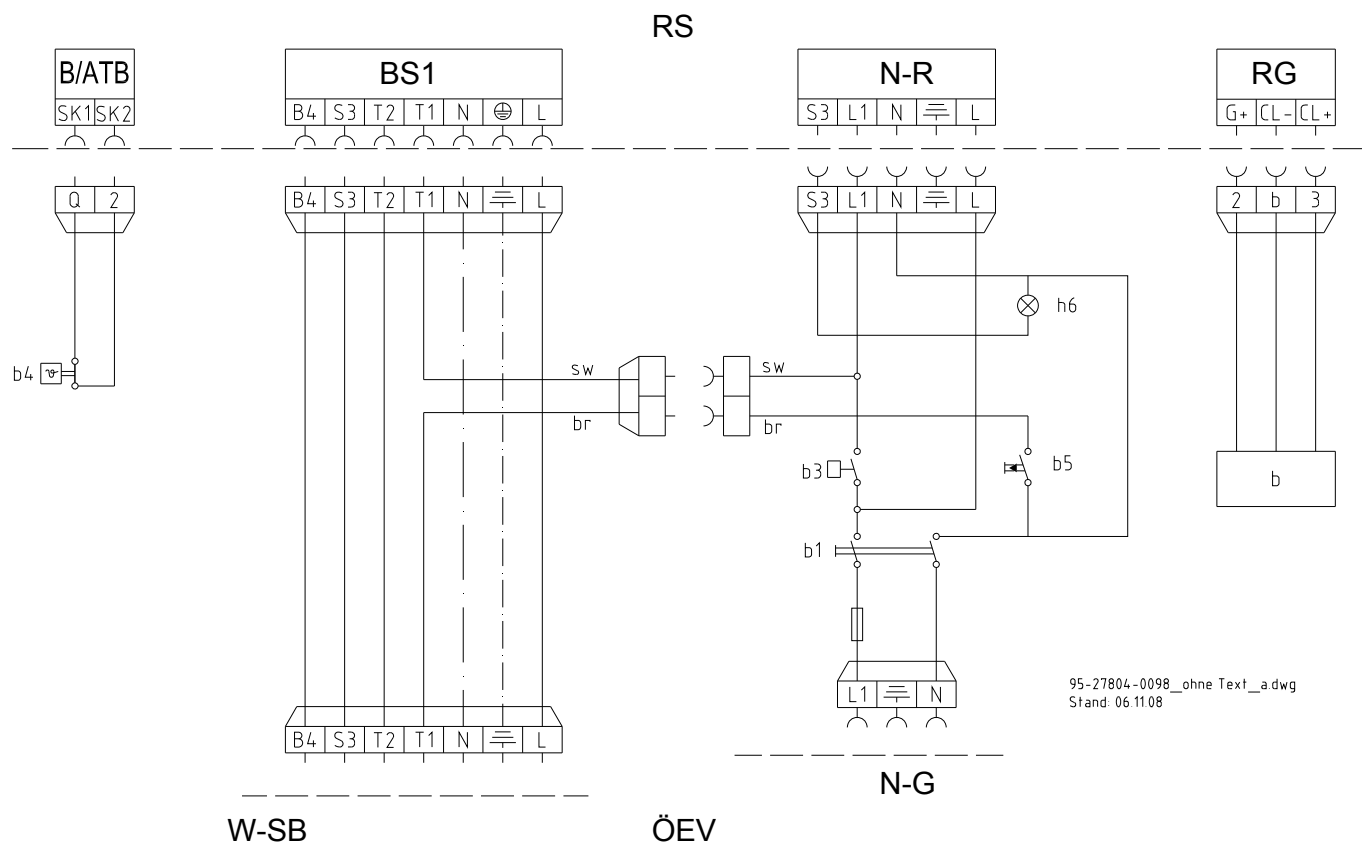 RS
B/ATB BS1 N-R RG
SK1 SK2 B4 S3 T2 T1 N L S3 L1 N L G+ CL- CL+
Q 2 B4 S3 T2 T1 N L S3 L1 N L 2 b 3
h6
b4 sw sw
br br
b3 b5 b
b1
L1 N
95-27804-0098_ohne Text_a.dwg
Stand: 06.11.08
B4 S3 T2 T1 N L
N-G
W-SB ÖEV